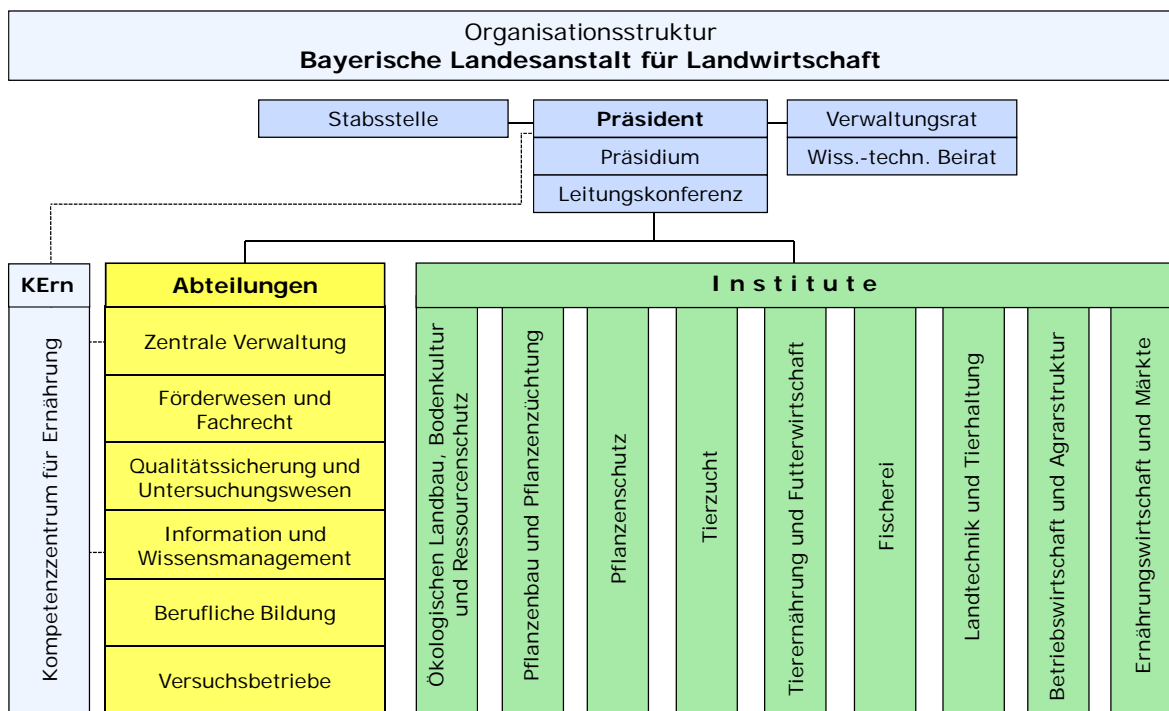 Organisationsstruktur
Bayerische Landesanstalt für Landwirtschaft
Stabsstelle
Präsident
Verwaltungsrat
Präsidium
Wiss.-techn. Beirat
Leitungskonferenz
KErn
Kompetenzzentrum für Ernährung
Abteilungen
Zentrale Verwaltung
Förderwesen und
Fachrecht
Qualitätssicherung und
Untersuchungswesen
Information und
Wissensmanagement
Berufliche Bildung
Versuchsbetriebe
Institute
Ökologischen Landbau, Bodenkultur
und Ressourcenschutz
Pflanzenbau und Pflanzenzüchtung
Pflanzenschutz
Tierzucht
Tierernährung und Futterwirtschaft
Fischerei
Landtechnik und Tierhaltung
Betriebswirtschaft und Agrarstruktur
Ernährungswirtschaft und Märkte